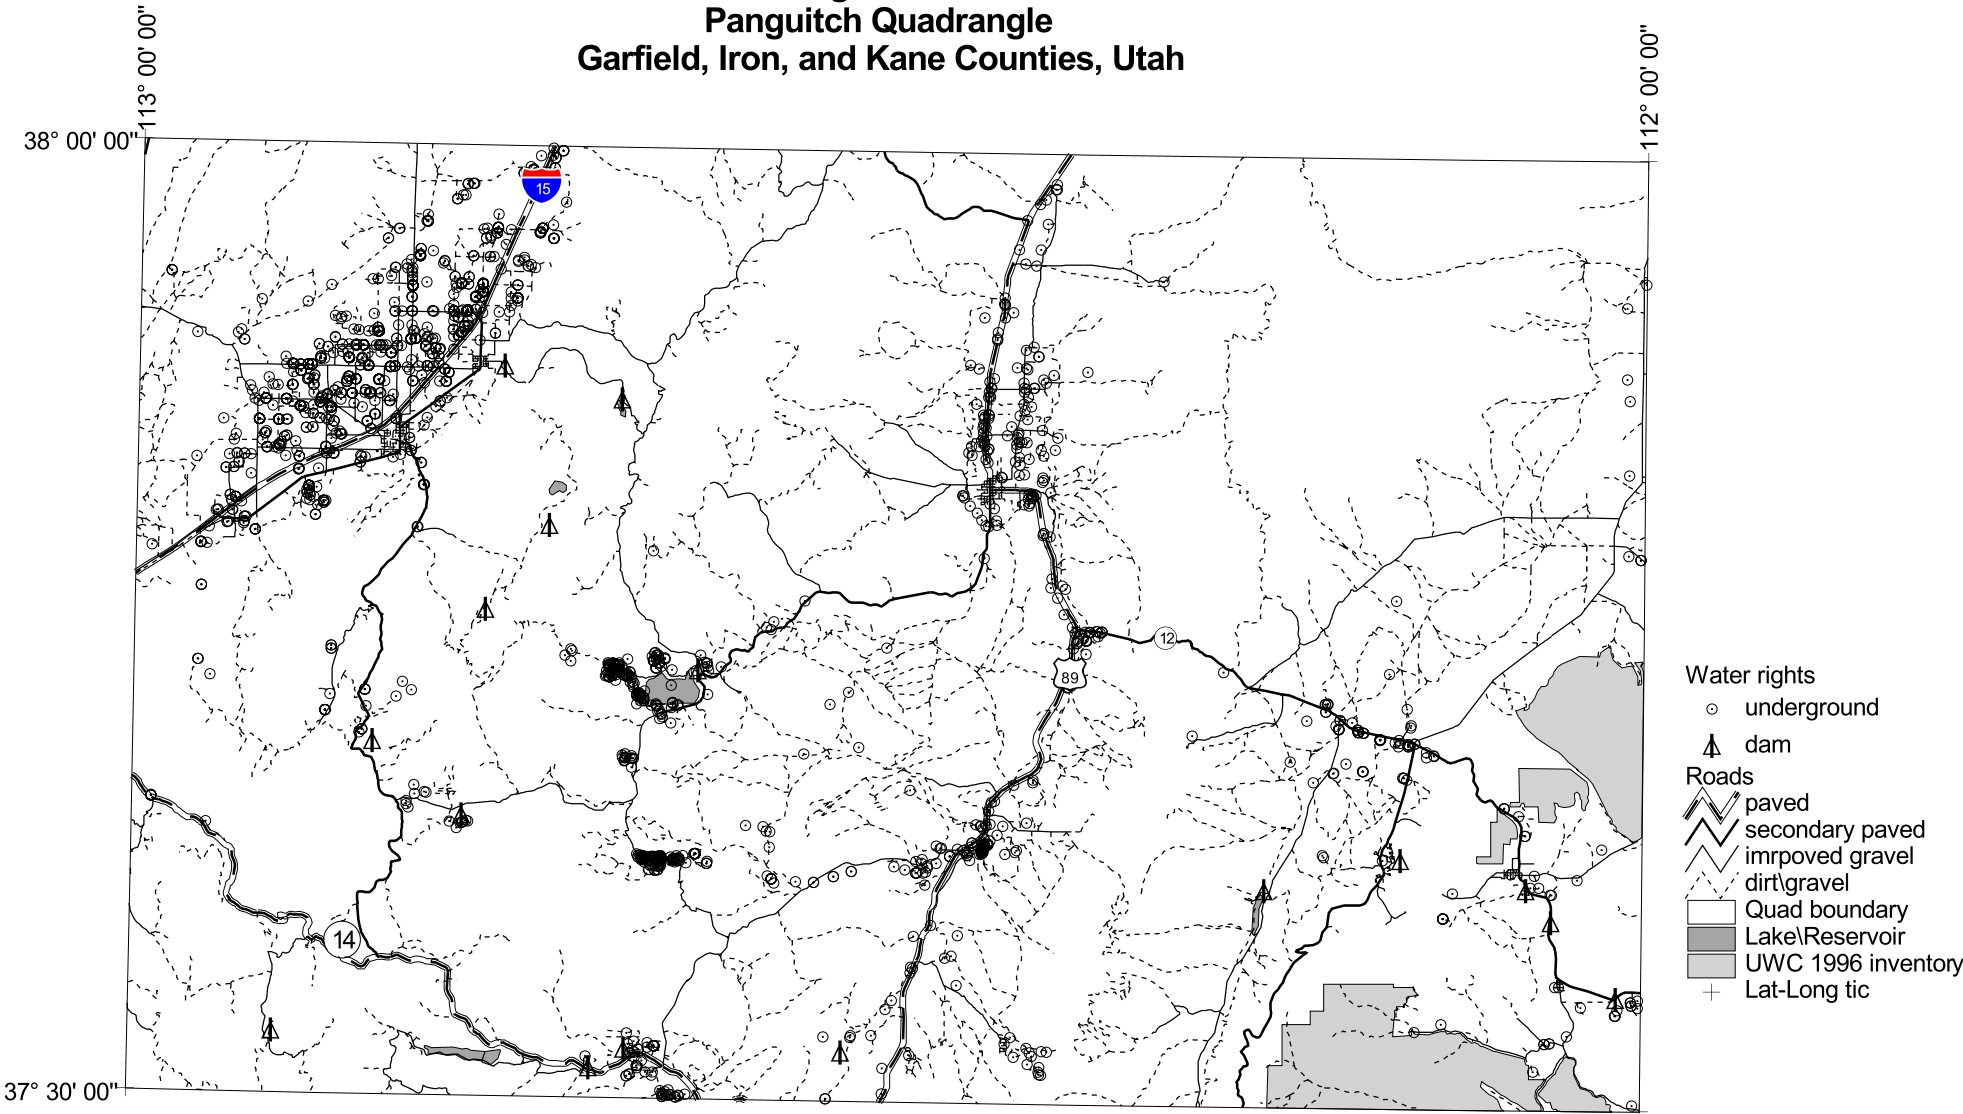 Panguitch Quadrangle
Garfield, Iron, and Kane Counties, Utah
113° 00' 00"
112° 00' 00"
38° 00' 00"
15
12
89
14
37° 30' 00"
Water rights
underground
dam
Roads
paved
secondary paved
imrpoved gravel
dirt\gravel
Quad boundary
Lake\Reservoir
UWC 1996 inventory
Lat-Long tic